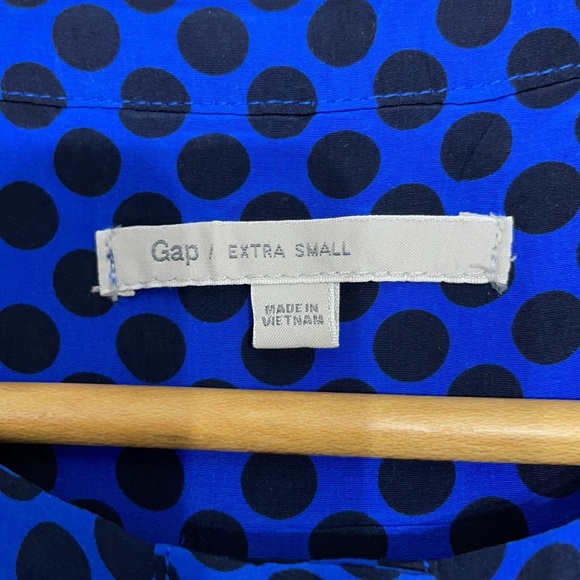 Gap / EXTRA SMALL
MADE IN
VIETNAM